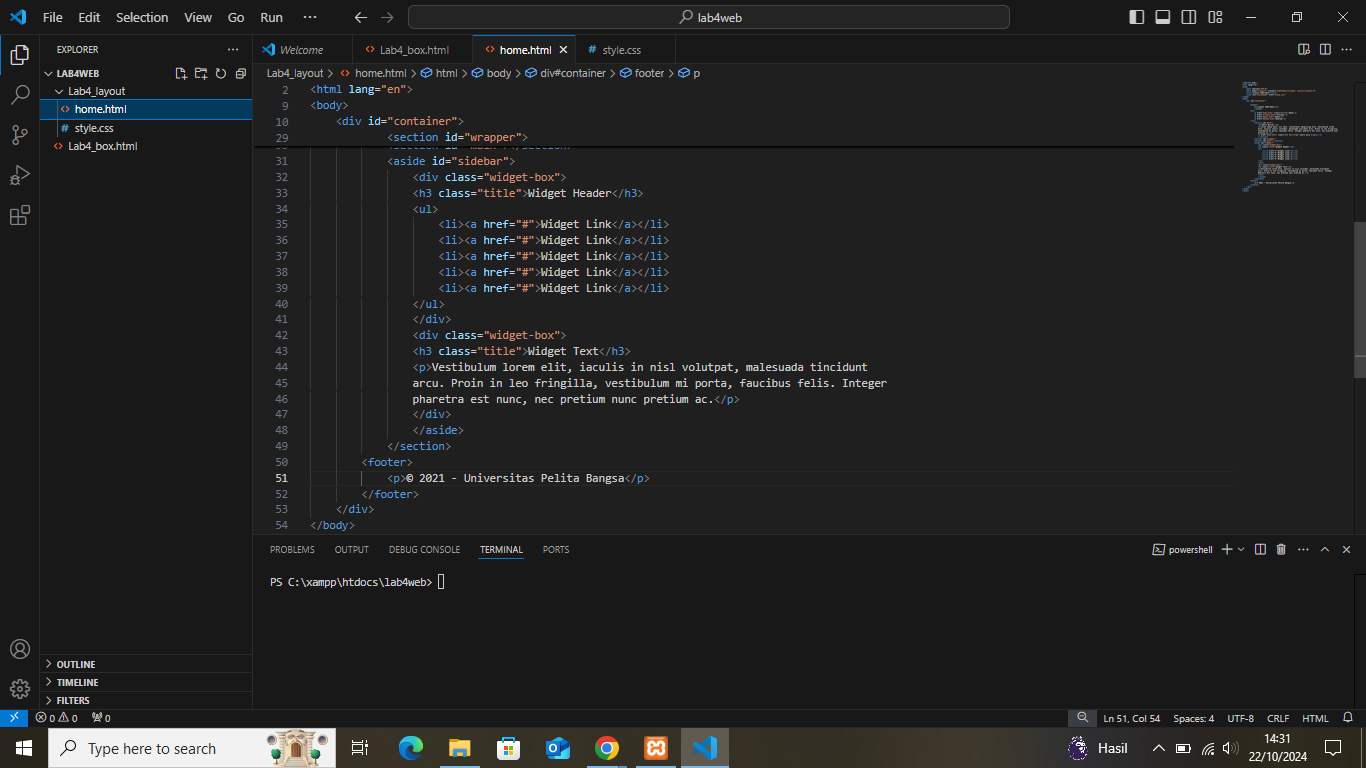 File Edit Selection View Go Run ··· lab4web
EXPLORER ···
Welcome Lab4_box.html home.html style.css
LAB4WEB
Lab4_layout
home.html
style.css
Lab4_box.html
OUTLINE
TIMELINE
FILTERS
Lab4_layout > home.html > html > body > div#container > footer > p
2 <html lang="en">
9 <body>
10 <div id="container">
29 <section id="wrapper">
31 <aside id="sidebar">
32 <div class="widget-box">
33 <h3 class="title">Widget Header</h3>
34 <ul>
35 <li><a href="#">Widget Link</a></li>
36 <li><a href="#">Widget Link</a></li>
37 <li><a href="#">Widget Link</a></li>
38 <li><a href="#">Widget Link</a></li>
39 <li><a href="#">Widget Link</a></li>
40 </ul>
41 </div>
42 <div class="widget-box">
43 <h3 class="title">Widget Text</h3>
44 <p>Vestibulum lorem elit, iaculis in nisl volutpat, malesuada tincidunt
45 arcu. Proin in leo fringilla, vestibulum mi porta, faucibus felis. Integer
46 pharetra est nunc, nec pretium nunc pretium ac.</p>
47 </div>
48 </aside>
49 </section>
50 <footer>
51 <p>© 2021 - Universitas Pelita Bangsa</p>
52 </footer>
53 </div>
54 </body>
PROBLEMS OUTPUT DEBUG CONSOLE TERMINAL PORTS powershell
PS C:\xampp\htdocs\lab4web>
0 0 0 Ln 51, Col 54 Spaces: 4 UTF-8 CRLF HTML
Type here to search Hasil 14:31
22/10/2024